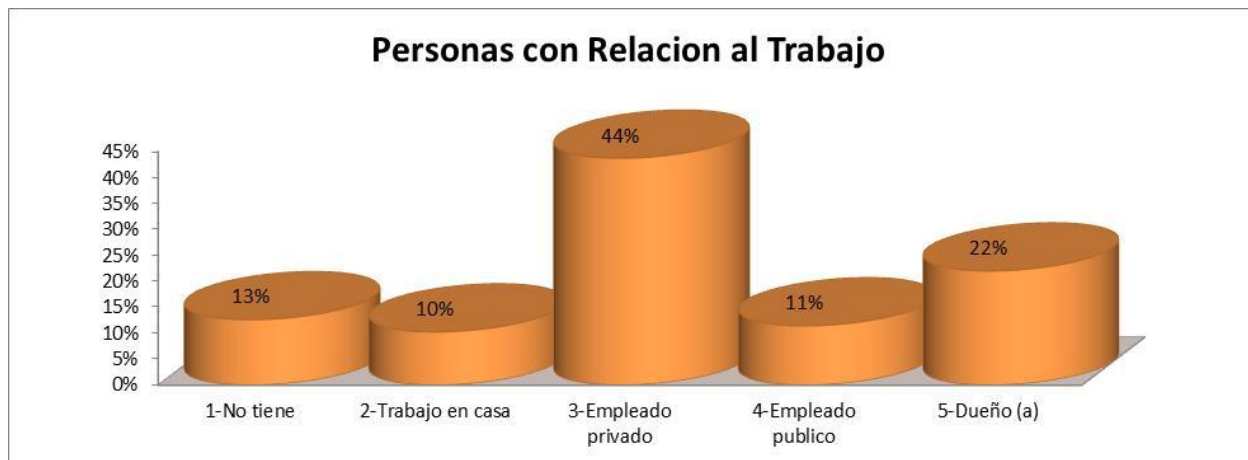 Personas con Relacion al Trabajo
45%
40%
35%
30%
25%
20%
15%
10%
5%
0%
13%
10%
44%
11%
22%
1-No tiene
2-Trabajo en casa
3-Empleado
privado
4-Empleado
publico
5-Dueño (a)